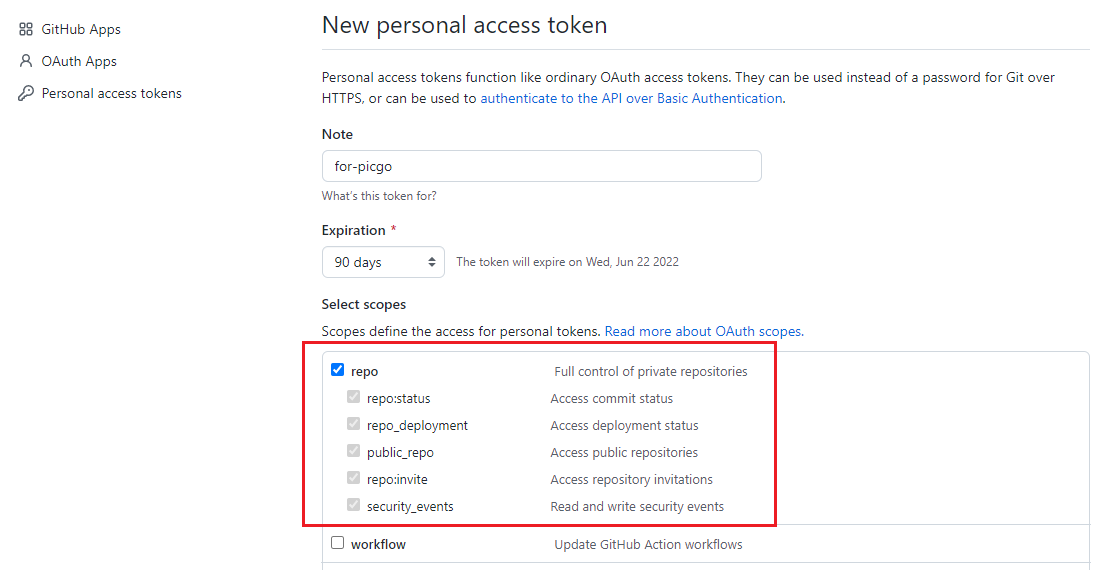 GitHub Apps
OAuth Apps
Personal access tokens
New personal access token
Personal access tokens function like ordinary OAuth access tokens. They can be used instead of a password for Git over
HTTPS, or can be used to authenticate to the API over Basic Authentication.
Note
for-picgo
What's this token for?
Expiration *
90 days The token will expire on Wed, Jun 22 2022
Select scopes
Scopes define the access for personal tokens. Read more about OAuth scopes.
repo Full control of private repositories
repo:status Access commit status
repo_deployment Access deployment status
public_repo Access public repositories
repo:invite Access repository invitations
security_events Read and write security events
workflow Update GitHub Action workflows